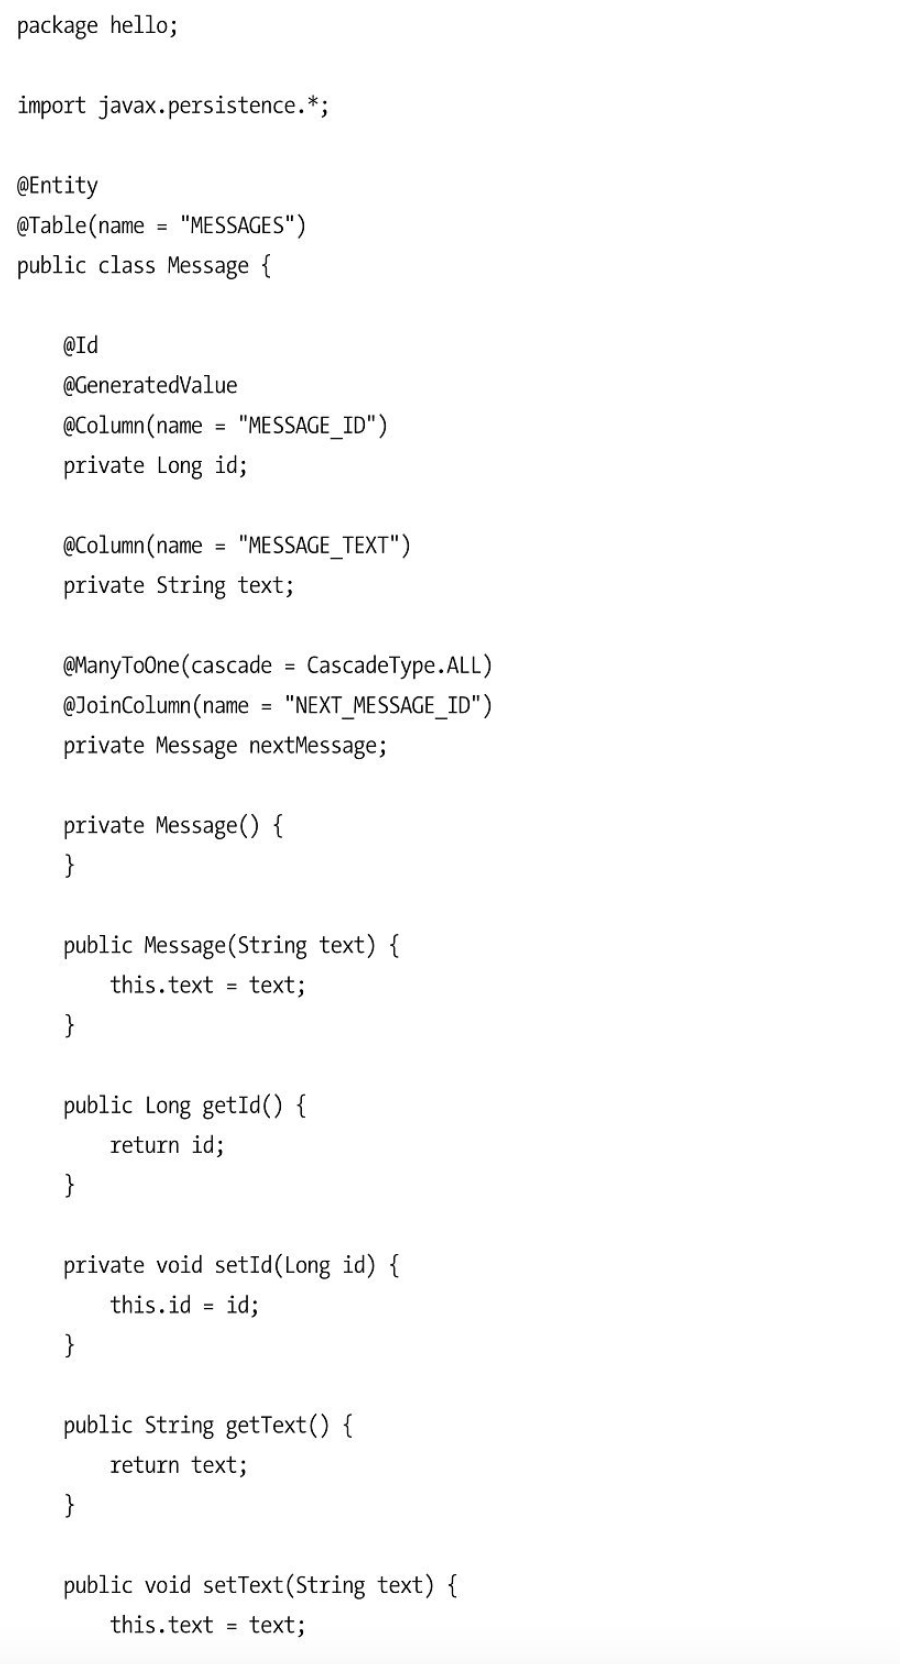 package hello;
import javax.persistence.*;
@Entity
@Table(name = "MESSAGES")
public class Message {
@Id
@GeneratedValue
@Column(name = "MESSAGE_ID")
private Long id;
@Column(name = "MESSAGE_TEXT")
private String text;
@ManyToOne(cascade = CascadeType.ALL)
@JoinColumn(name = "NEXT_MESSAGE_ID")
private Message nextMessage;
private Message() {
}
public Message(String text) {
this.text = text;
}
public Long getId() {
return id;
}
private void setId(Long id) {
this.id = id;
}
public String getText() {
return text;
}
public void setText(String text) {
this.text = text;